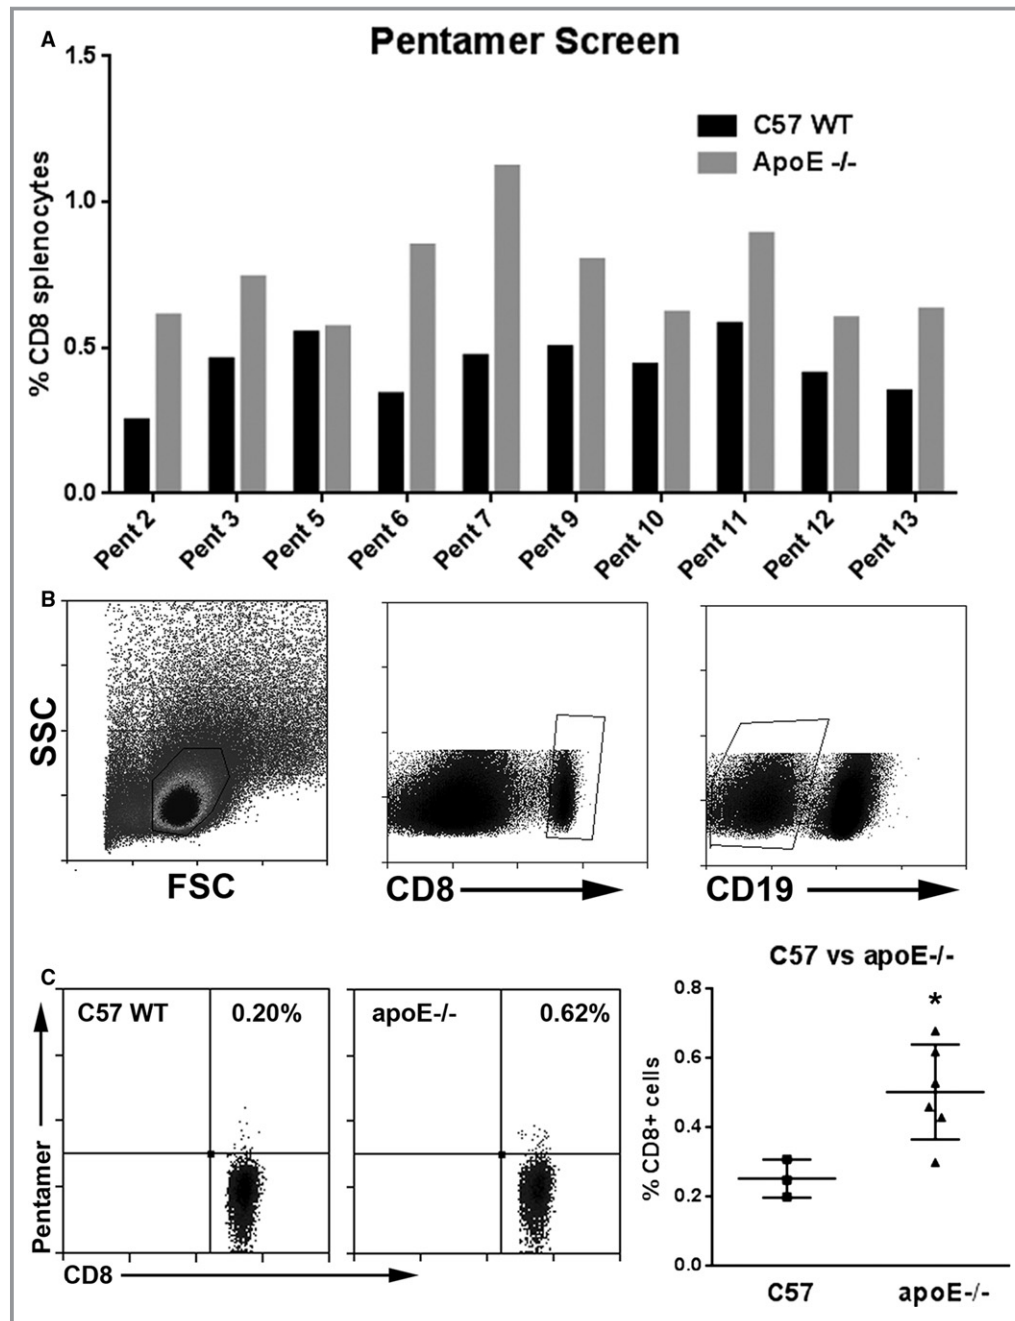 A
Pentamer Screen
1.5
1.0
0.5
0.0
% CD8 splenocytes
C57 WT
ApoE -/-
Pent 2
Pent 3
Pent 5
Pent 6
Pent 7
Pent 9
Pent 10
Pent 11
Pent 12
Pent 13
B
SSC
FSC
CD8
CD19
C
C57 WT 0.20%
apoE-/- 0.62%
Pentamer
CD8
C57 vs apoE-/-
0.8
0.6
0.4
0.2
0.0
% CD8+ cells
*
C57
apoE-/-